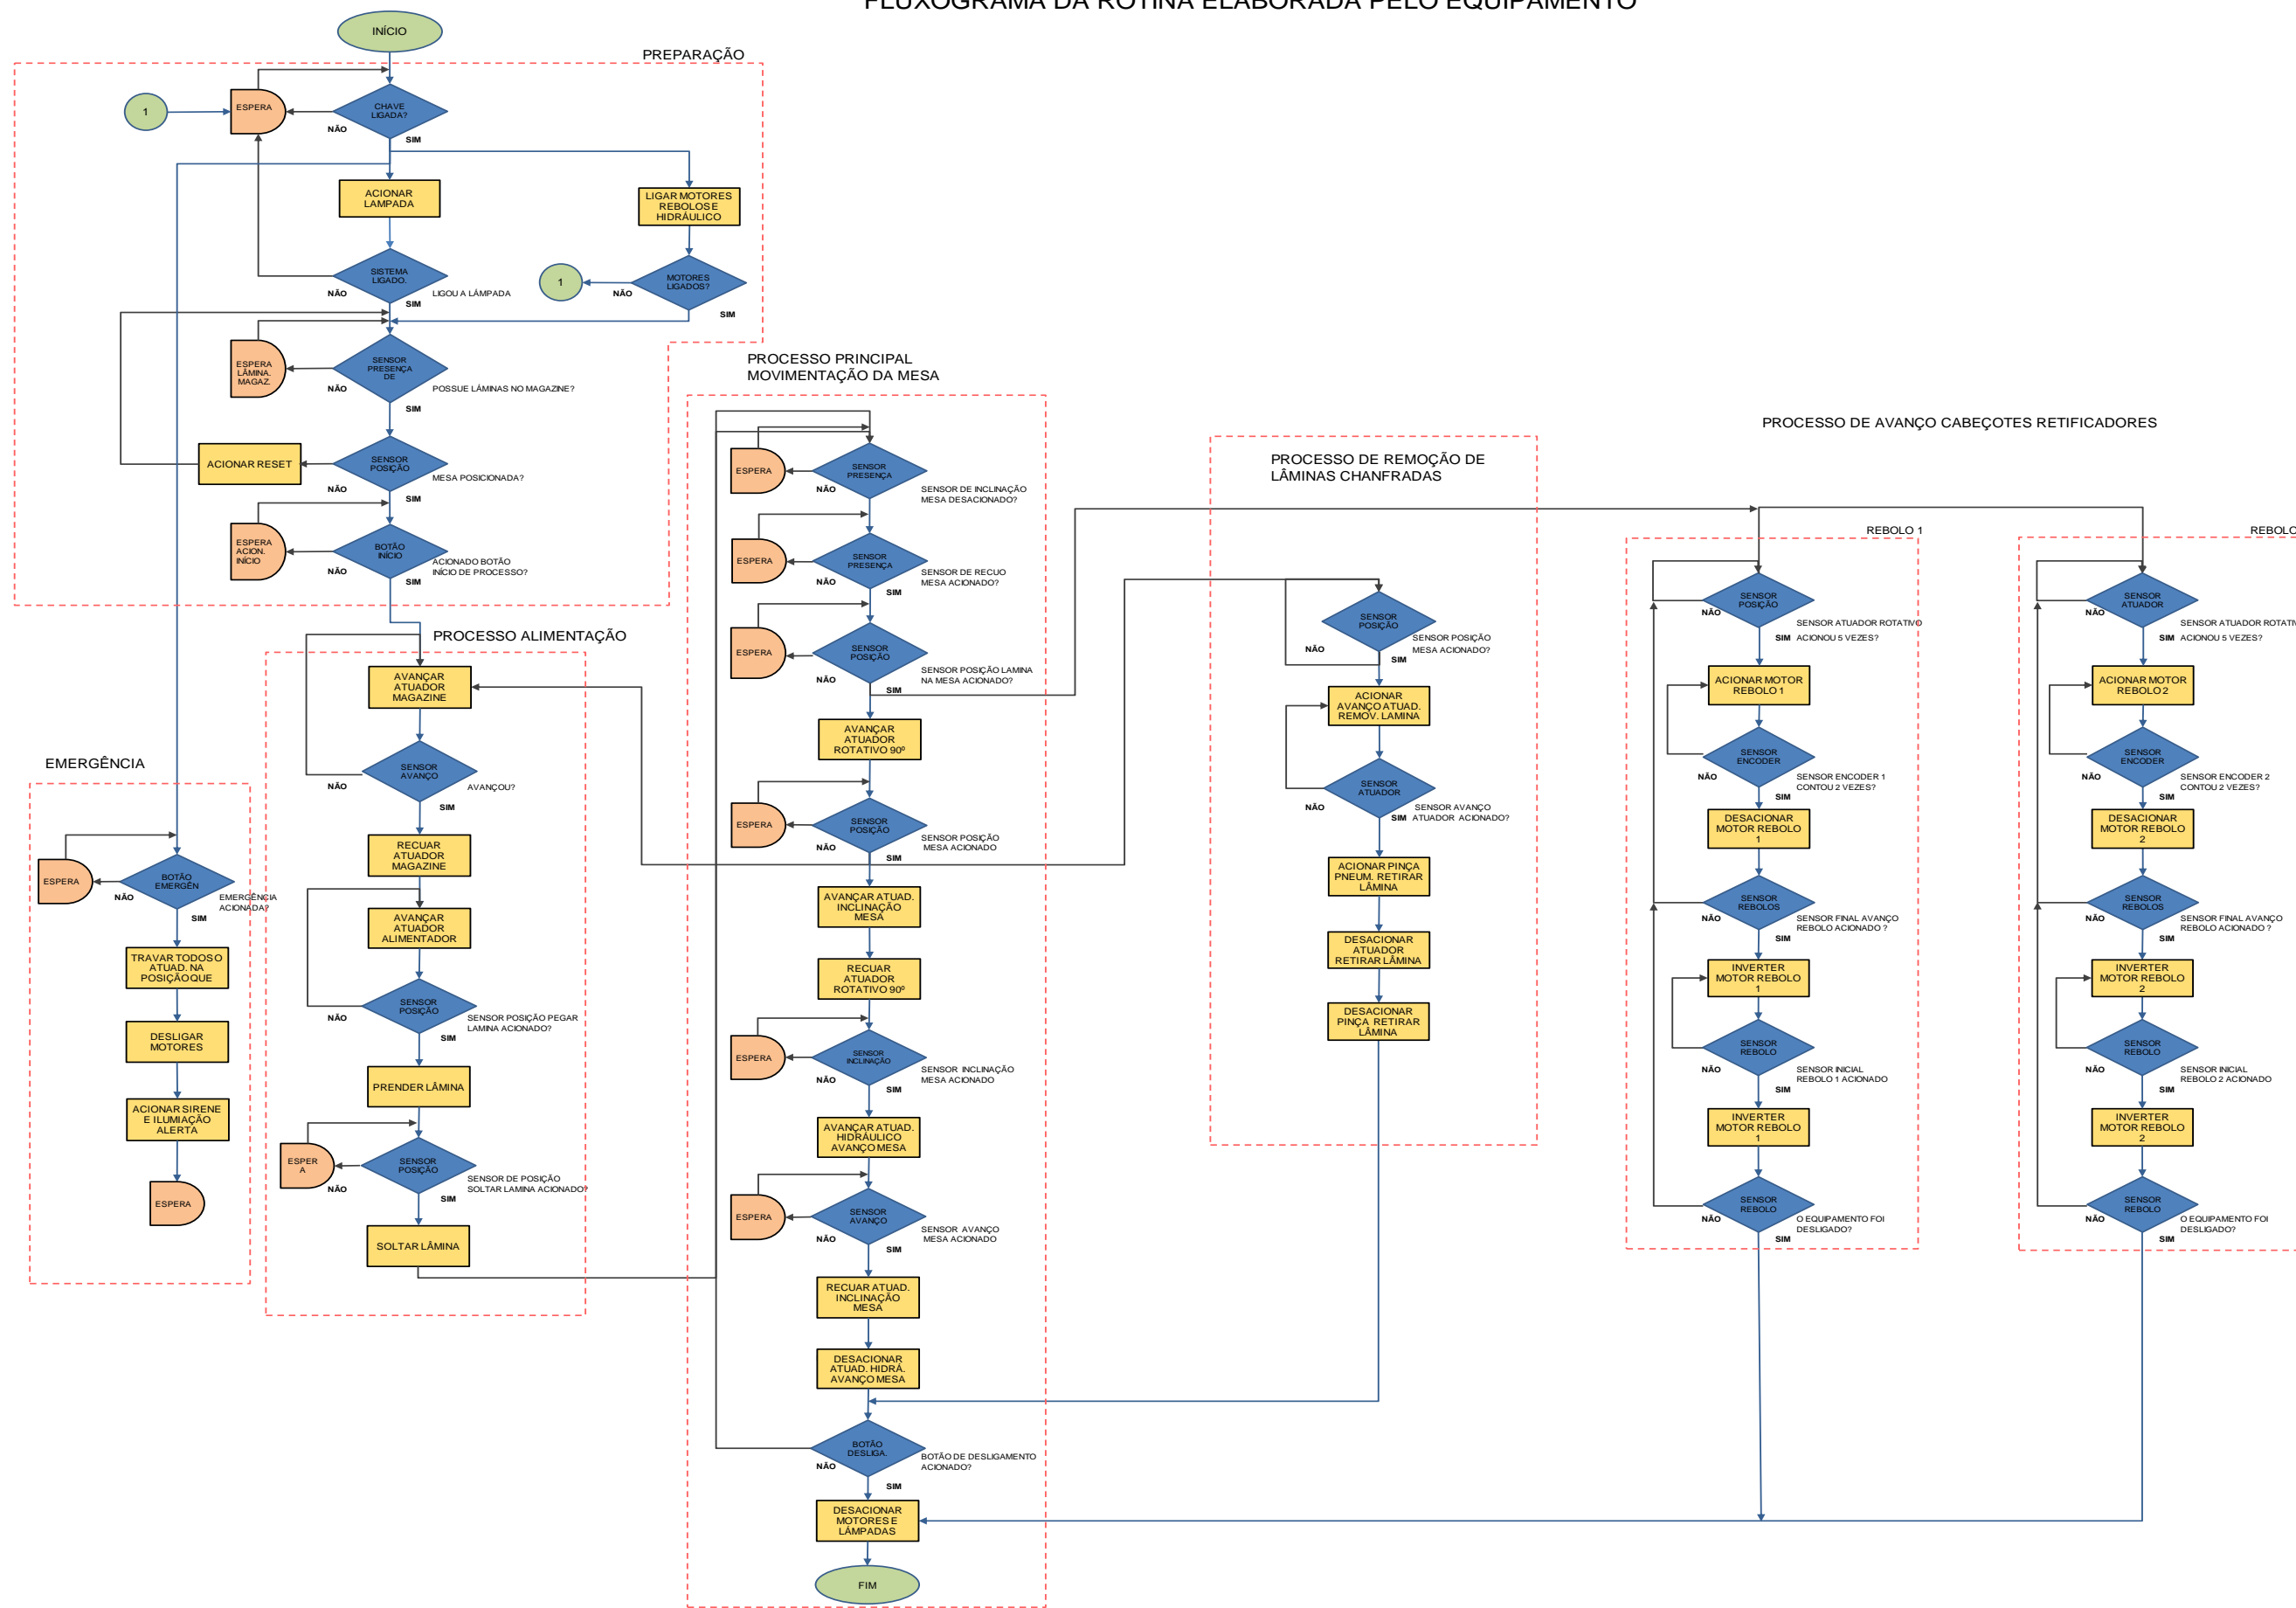 FLUXOGRAMA DA ROTINA ELABORADA PELO EQUIPAMENTO
INÍCIO
PREPARAÇÃO
1
ESPERA
CHAVE
LIGADA?
NÃO
SIM
ACIONAR
LAMPADA
LIGAR MOTORES
REBOLOS E
HIDRÁULICO
SISTEMA
LIGADO.
NÃO
LIGOU A LÂMPADA
SIM
1
MOTORES
LIGADOS?
NÃO
SIM
ESPERA
LÂMINA.
MAGAZ.
SENSOR
PRESENÇA
DE
NÃO
POSSUE LÂMINAS NO MAGAZINE?
SIM
ACIONAR RESET
SENSOR
POSIÇÃO
NÃO
MESA POSICIONADA?
SIM
ESPERA
ACION.
INÍCIO
BOTÃO
INÍCIO
NÃO
ACIONADO BOTÃO
INÍCIO DE PROCESSO?
SIM
EMERGÊNCIA
ESPERA
BOTÃO
EMERGÊN
NÃO
EMERGÊNCIA
ACIONADA?
SIM
TRAVAR TODOS O
ATUAD. NA
POSIÇÃO QUE
DESLIGAR
MOTORES
ACIONAR SIRENE
E ILUMIAÇÃO
ALERTA
ESPERA
PROCESSO ALIMENTAÇÃO
AVANÇAR
ATUADOR
MAGAZINE
SENSOR
AVANÇO
NÃO
AVANÇOU?
SIM
RECUAR
ATUADOR
MAGAZINE
AVANÇAR
ATUADOR
ALIMENTADOR
SENSOR
POSIÇÃO
NÃO
SENSOR POSIÇÃO PEGAR
LAMINA ACIONADO?
SIM
PRENDER LÂMINA
ESPER
A
SENSOR
POSIÇÃO
NÃO
SENSOR DE POSIÇÃO
SOLTAR LAMINA ACIONADO?
SIM
SOLTAR LÂMINA
PROCESSO PRINCIPAL
MOVIMENTAÇÃO DA MESA
ESPERA
SENSOR
PRESENÇA
NÃO
SENSOR DE INCLINAÇÃO
MESA DESACIONADO?
SIM
ESPERA
SENSOR
PRESENÇA
NÃO
SENSOR DE RECUO
MESA ACIONADO?
SIM
ESPERA
SENSOR
POSIÇÃO
NÃO
SENSOR POSIÇÃO LAMINA
NA MESA ACIONADO?
SIM
AVANÇAR
ATUADOR
ROTATIVO 90º
ESPERA
SENSOR
POSIÇÃO
NÃO
SENSOR POSIÇÃO
MESA ACIONADO
SIM
AVANÇAR ATUAD.
INCLINAÇÃO
MESA
RECUAR
ATUADOR
ROTATIVO 90º
ESPERA
SENSOR
INCLINAÇÃO
NÃO
SENSOR INCLINAÇÃO
MESA ACIONADO
SIM
AVANÇAR ATUAD.
HIDRÁULICO
AVANÇO MESA
ESPERA
SENSOR
AVANÇO
NÃO
SENSOR AVANÇO
MESA ACIONADO
SIM
RECUAR ATUAD.
INCLINAÇÃO
MESA
DESACIONAR
ATUAD. HIDRÁ.
AVANÇO MESA
BOTÃO
DESLIGA.
NÃO
BOTÃO DE DESLIGAMENTO
ACIONADO?
SIM
DESACIONAR
MOTORES E
LÂMPADAS
FIM
PROCESSO DE REMOÇÃO DE
LÂMINAS CHANFRADAS
SENSOR
POSIÇÃO
NÃO
SENSOR POSIÇÃO
MESA ACIONADO?
SIM
ACIONAR
AVANÇO ATUAD.
REMOV. LAMINA
SENSOR
ATUADOR
NÃO
SENSOR AVANÇO
SIM ATUADOR ACIONADO?
ACIONAR PINÇA
PNEUM. RETIRAR
LÂMINA
DESACIONAR
ATUADOR
RETIRAR LÂMINA
DESACIONAR
PINÇA RETIRAR
LÂMINA
PROCESSO DE AVANÇO CABEÇOTES RETIFICADORES
REBOLO 1
SENSOR
POSIÇÃO
NÃO
SENSOR ATUADOR ROTATIVO
SIM ACIONOU 5 VEZES?
ACIONAR MOTOR
REBOLO 1
SENSOR
ENCODER
NÃO
SENSOR ENCODER 1
CONTOU 2 VEZES?
SIM
DESACIONAR
MOTOR REBOLO
1
SENSOR
REBOLOS
NÃO
SENSOR FINAL AVANÇO
REBOLO ACIONADO ?
SIM
INVERTER
MOTOR REBOLO
1
SENSOR
REBOLO
NÃO
SENSOR INICIAL
REBOLO 1 ACIONADO
SIM
INVERTER
MOTOR REBOLO
1
SENSOR
REBOLO
NÃO
O EQUIPAMENTO FOI
DESLIGADO?
SIM
REBOLO
SENSOR
ATUADOR
NÃO
SENSOR ATUADOR ROTATIV
SIM ACIONOU 5 VEZES?
ACIONAR MOTOR
REBOLO 2
SENSOR
ENCODER
NÃO
SENSOR ENCODER 2
CONTOU 2 VEZES?
SIM
DESACIONAR
MOTOR REBOLO
2
SENSOR
REBOLOS
NÃO
SENSOR FINAL AVANÇO
REBOLO ACIONADO ?
SIM
INVERTER
MOTOR REBOLO
2
SENSOR
REBOLO
NÃO
SENSOR INICIAL
REBOLO 2 ACIONADO
SIM
INVERTER
MOTOR REBOLO
2
SENSOR
REBOLO
NÃO
O EQUIPAMENTO FOI
DESLIGADO?
SIM